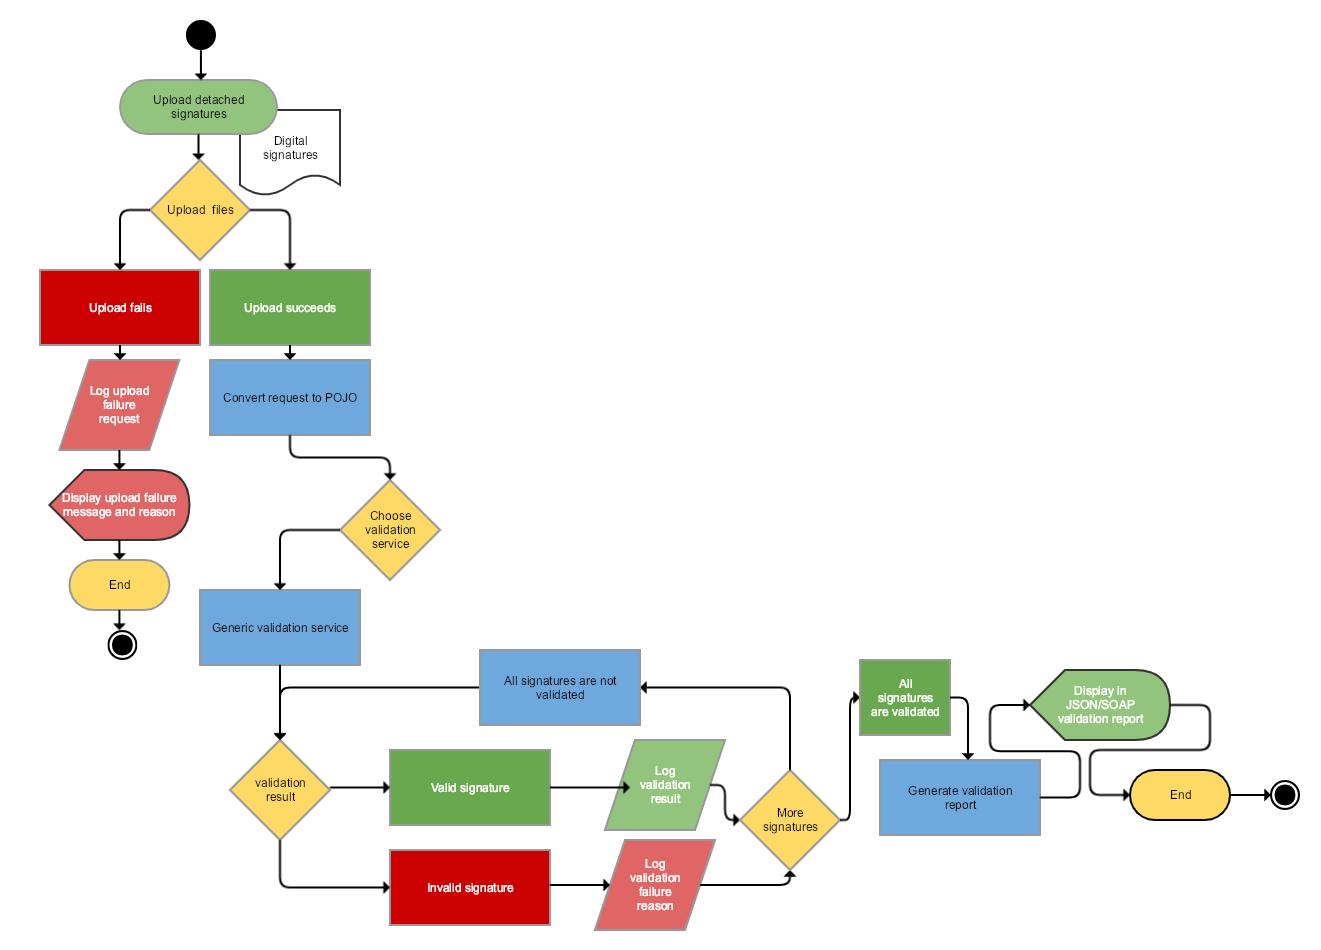 Upload detached
signatures
Digital
signatures
Upload files
Upload fails
Upload succeeds
Log upload
failure
request
Convert request to POJO
Display upload failure
message and reason
Choose
validation
service
End
Generic validation service
All signatures are not
validated
All
signatures
are validated
Display in
JSON/SOAP
validation report
validation
result
Valid signature
Log
validation
result
More
signatures
Generate validation
report
End
Invalid signature
Log
validation
failure
reason